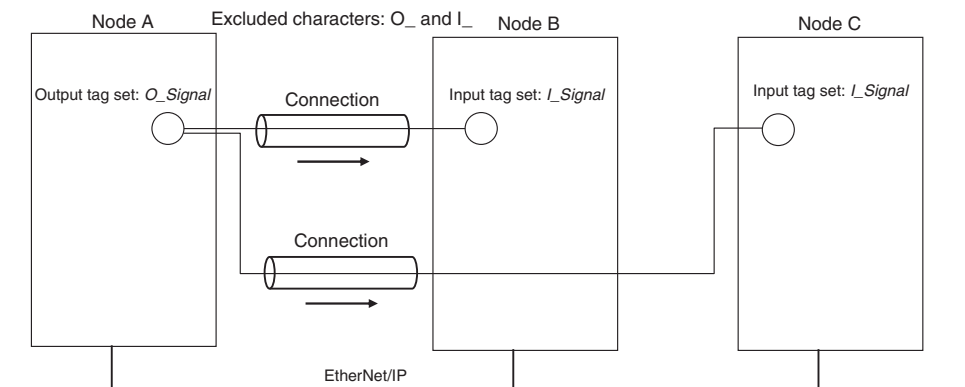 Node A
Excluded characters: O_ and I_
Node B
Node C
Output tag set: O_Signal
Connection
Input tag set: I_Signal
Input tag set: I_Signal
Connection
EtherNet/IP